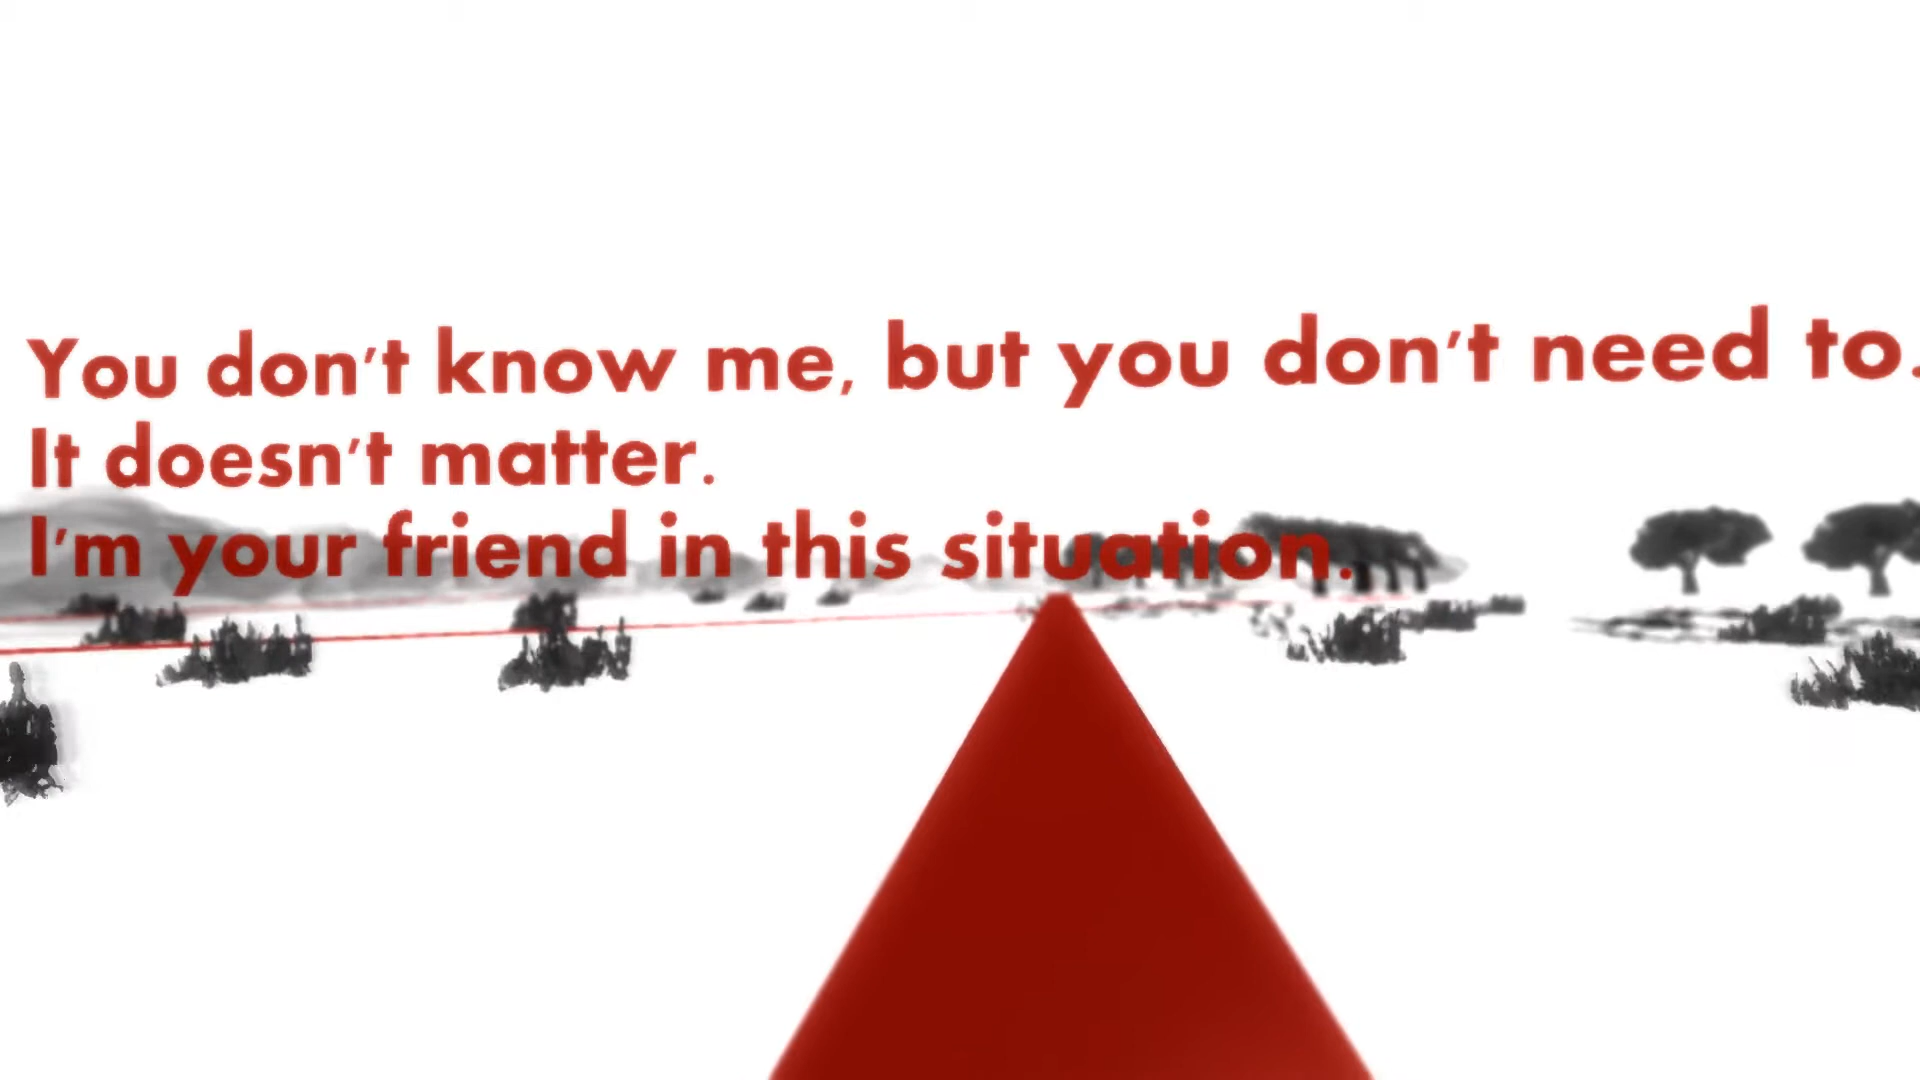 You don't know me, but you don't need to.
It doesn't matter.
I'm your friend in this situation.